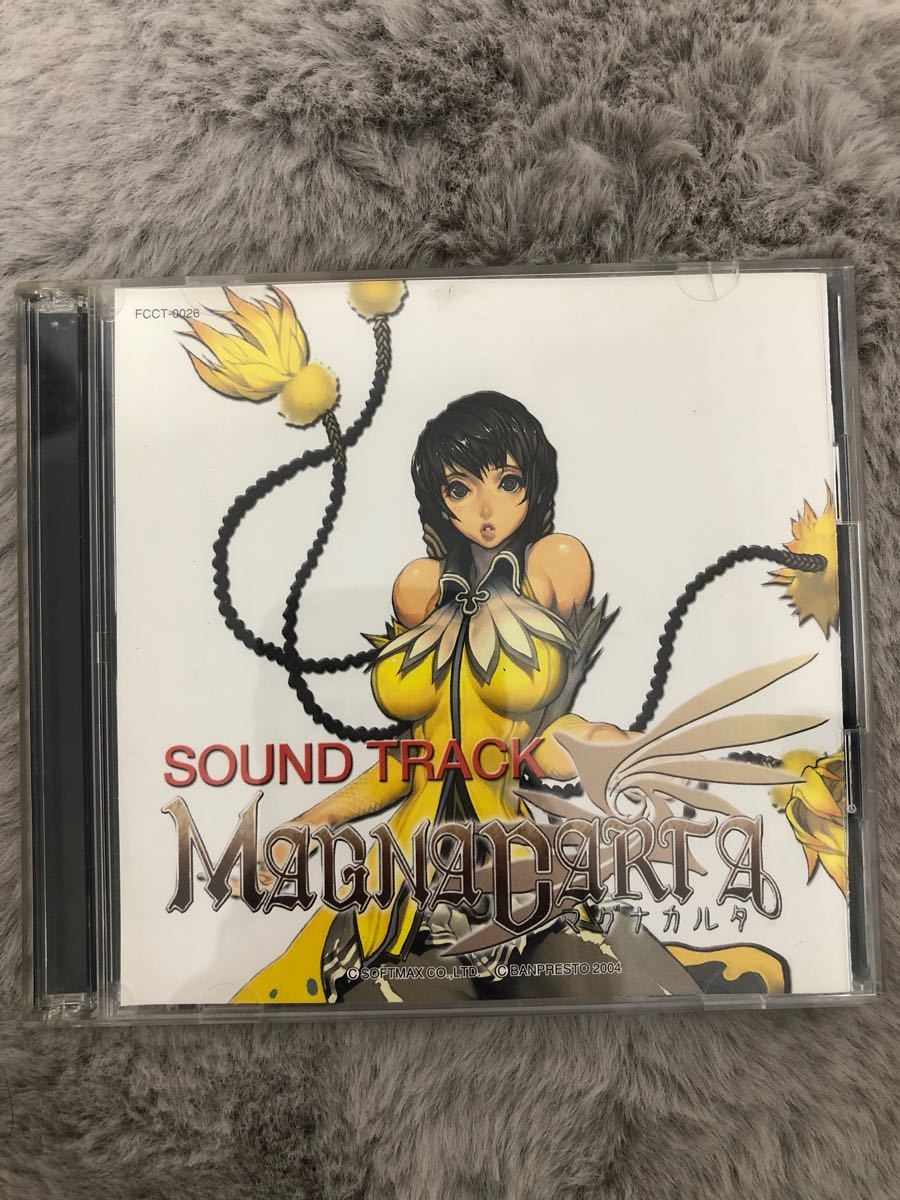 FCCT-0026
SOUND TRACK
MAGNACARTA
マグナカルタ
© SOFTMAX CO., LTD. © BANPRESTO 2004